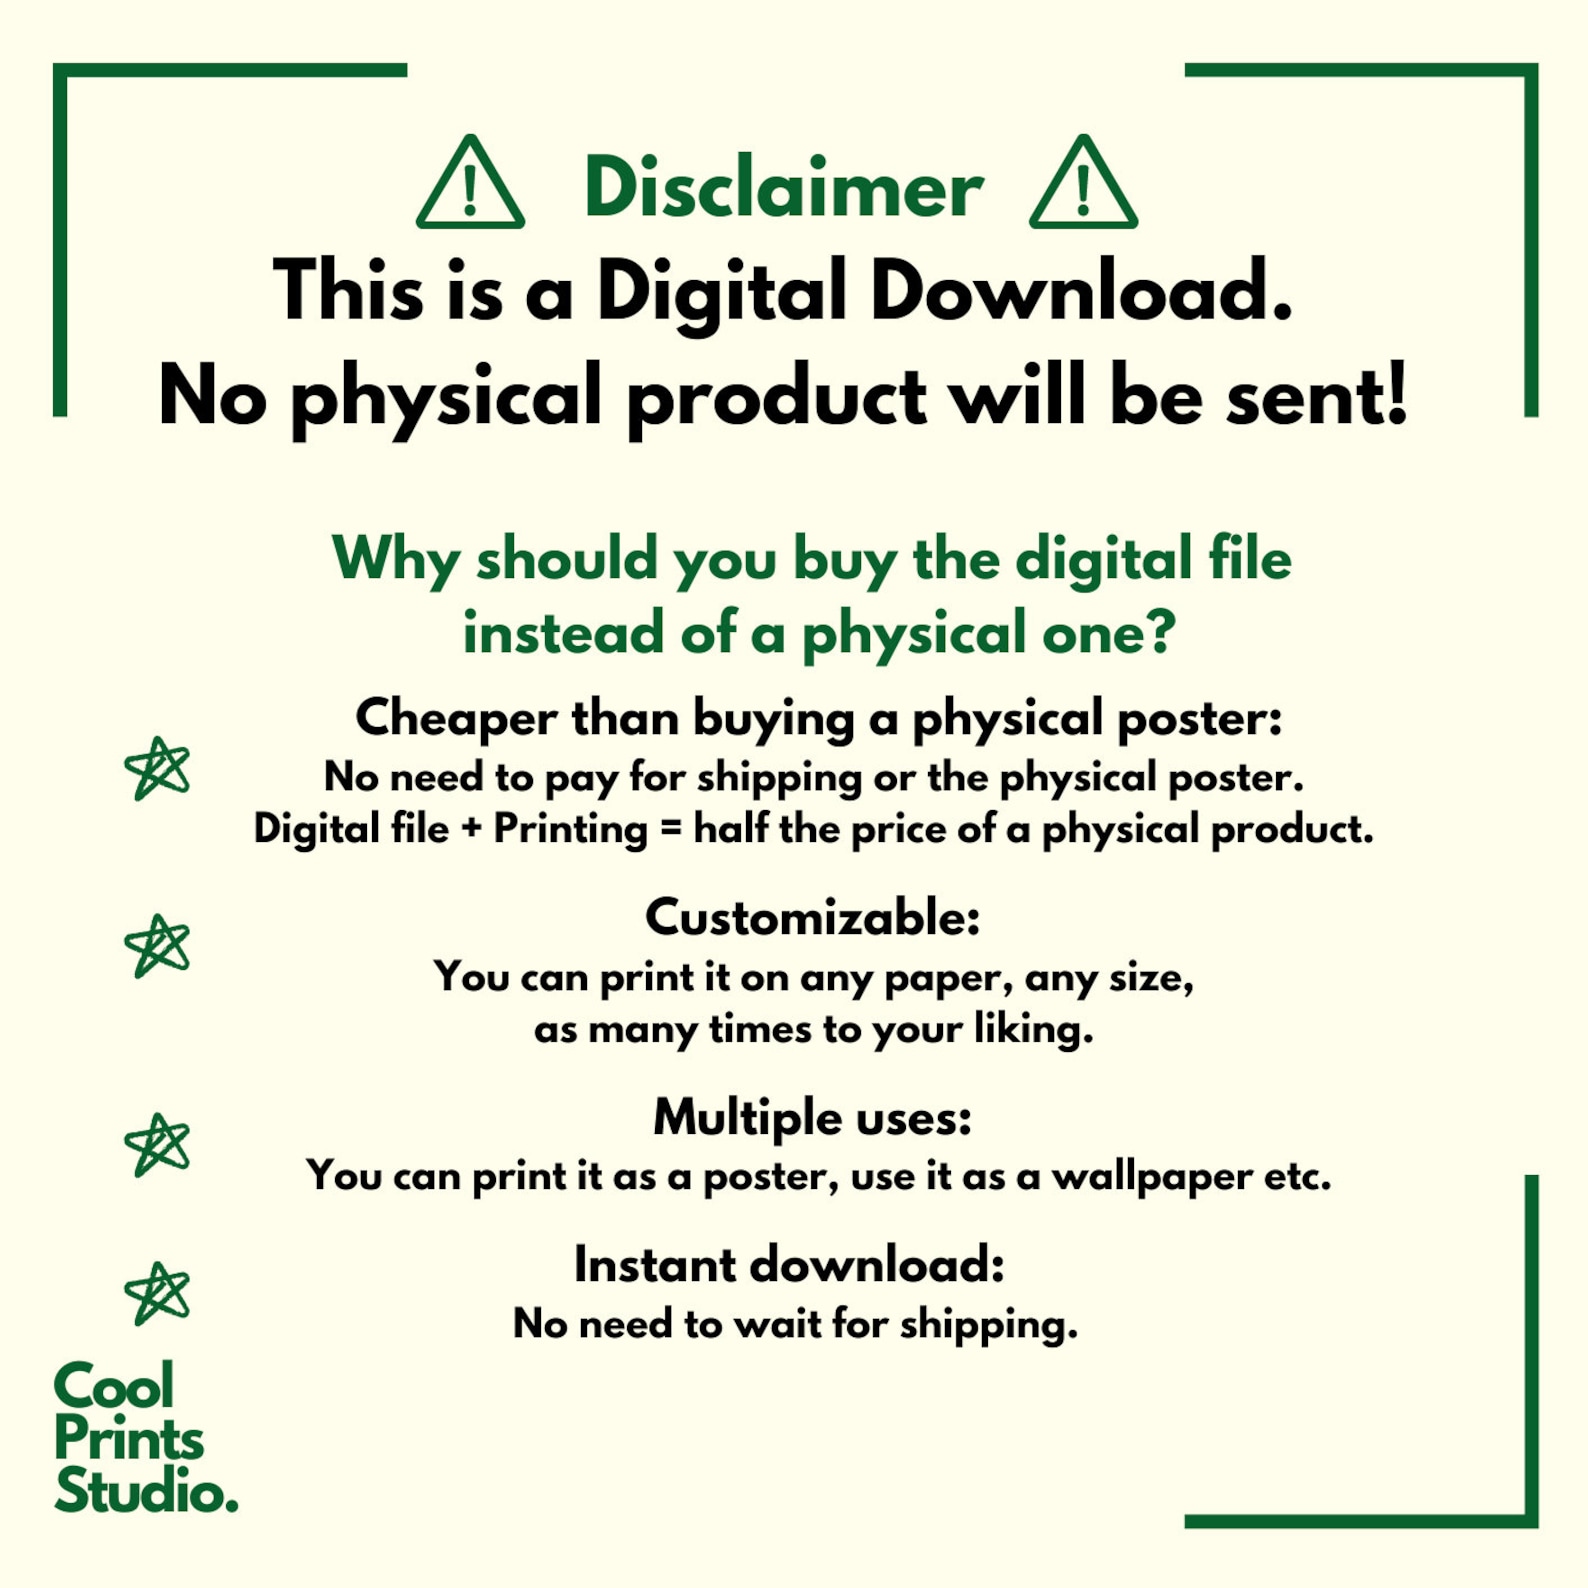 Disclaimer
This is a Digital Download.
No physical product will be sent!
Why should you buy the digital file
instead of a physical one?
Cheaper than buying a physical poster:
No need to pay for shipping or the physical poster.
Digital file + Printing = half the price of a physical product.
Customizable:
You can print it on any paper, any size,
as many times to your liking.
Multiple uses:
You can print it as a poster, use it as a wallpaper etc.
Instant download:
No need to wait for shipping.
Cool
Prints
Studio.